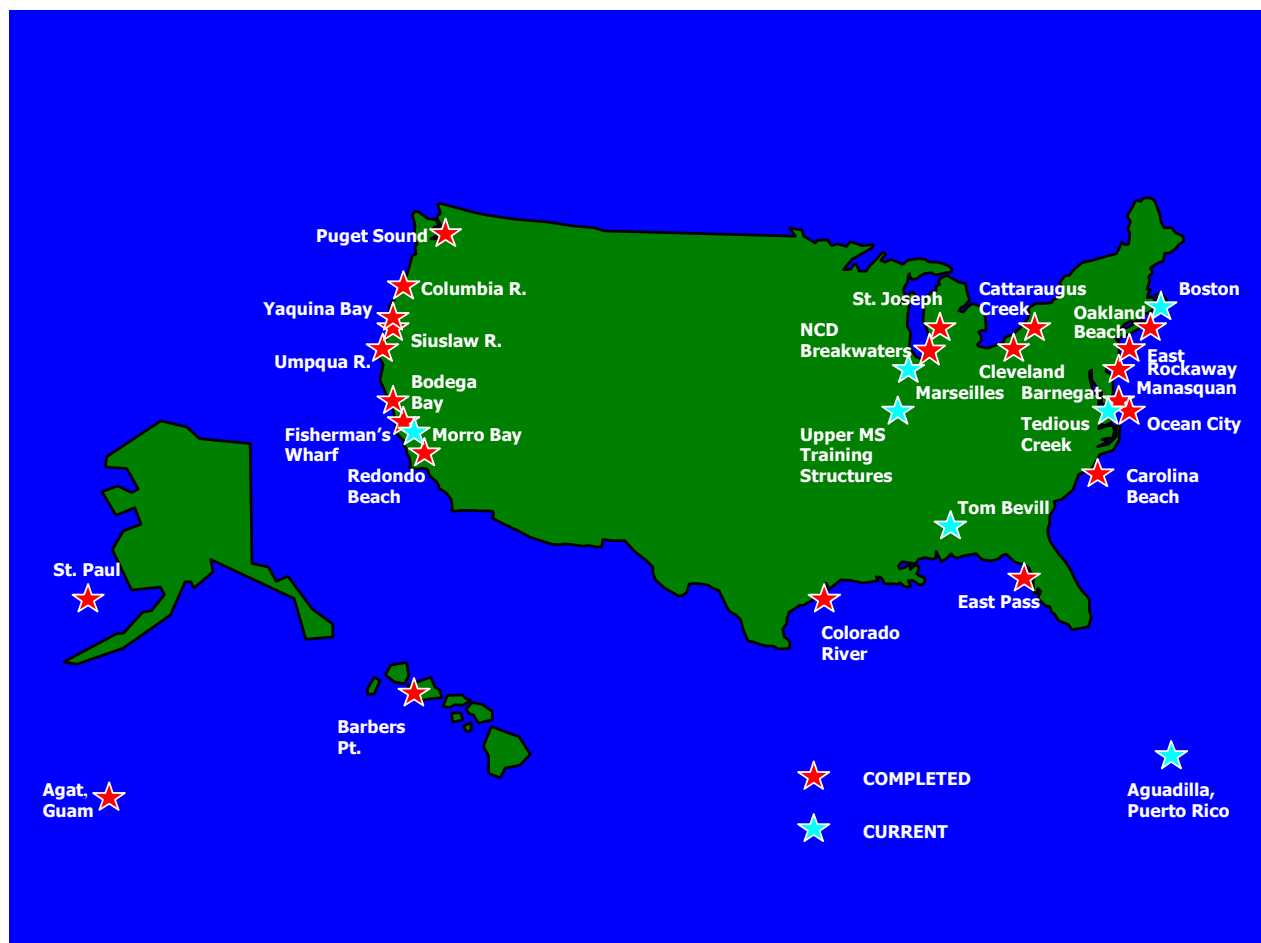 Puget Sound
Columbia R.
Yaquina Bay
Siuslaw R.
Umpqua R.
Bodega
Bay
Fisherman's
Wharf
Morro Bay
Redondo
Beach
St. Joseph
NCD
Breakwaters
Cattaraugus
Creek
Oakland
Beach
Boston
East
Rockaway
Cleveland
Marseilles
Barnegat
Manasquan
Tedious
Creek
Ocean City
Upper MS
Training
Structures
Carolina
Beach
Tom Bevill
East Pass
Colorado
River
St. Paul
Barbers
Pt.
Agat,
Guam
COMPLETED
CURRENT
Aguadilla,
Puerto Rico